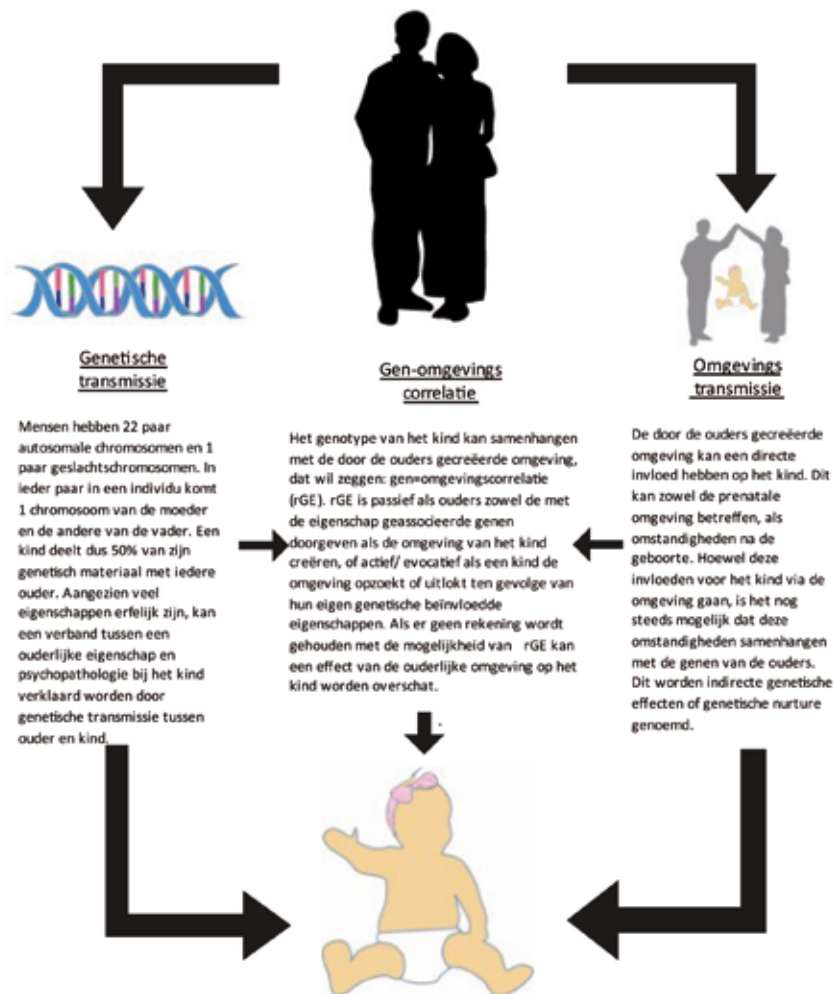 Genetische
transmissie
Mensen hebben 22 paar
autosomale chromosomen en 1
paar geslachtschromosomen. In
ieder paar in een individu komt
1 chromosoom van de moeder
en de andere van de vader. Een
kind deelt dus 50% van zijn
genetisch materiaal met iedere
ouder. Aangezien veel
eigenschappen erfelijk zijn, kan
een verband tussen een
ouderlijke eigenschap en
psychopathologie bij het kind
verklaard worden door
genetische transmissie tussen
ouder en kind.
Gen-omgevings
correlatie
Het genotype van het kind kan samenhangen
met de door de ouders gecreëerde omgeving,
dat wil zeggen: gen=omgevingscorrelatie
(rGE). rGE is passief als ouders zowel de met
de eigenschap geassocieerde genen
doorgeven als de omgeving van het kind
creëren, of actief/ evocatief als een kind de
omgeving opzoekt of uitlokt ten gevolge van
hun eigen genetische beïnvloedde
eigenschappen. Als er geen rekening wordt
gehouden met de mogelijkheid van rGE kan
een effect van de ouderlijke omgeving op het
kind worden overschat.
Omgevings
transmissie
De door de ouders gecreëerde
omgeving kan een directe
invloed hebben op het kind. Dit
kan zowel de prenatale
omgeving betreffen, als
omstandigheden na de
geboorte. Hoewel deze
invloeden voor het kind via de
omgeving gaan, is het nog
steeds mogelijk dat deze
omstandigheden samenhangen
met de genen van de ouders.
Dit worden indirecte genetische
effecten of genetische nurture
genoemd.